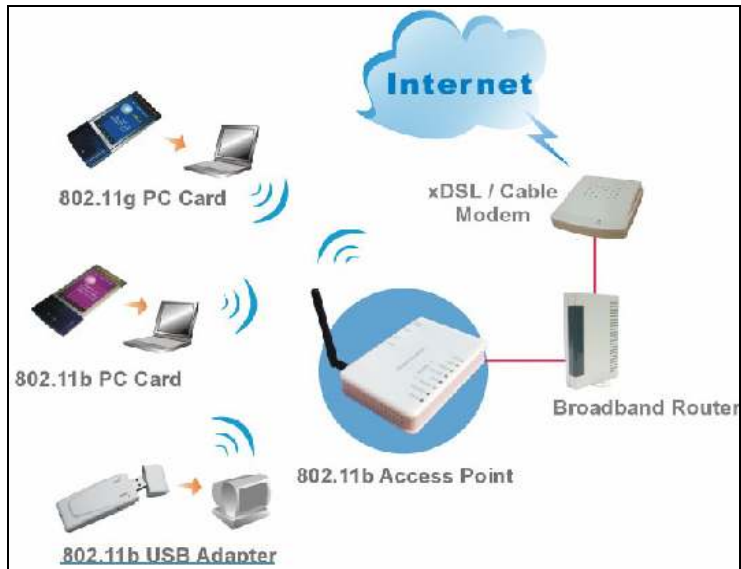 Internet
802.11g PC Card
xDSL / Cable
Modem
802.11b PC Card
Broadband Router
802.11b Access Point
802.11b USB Adapter